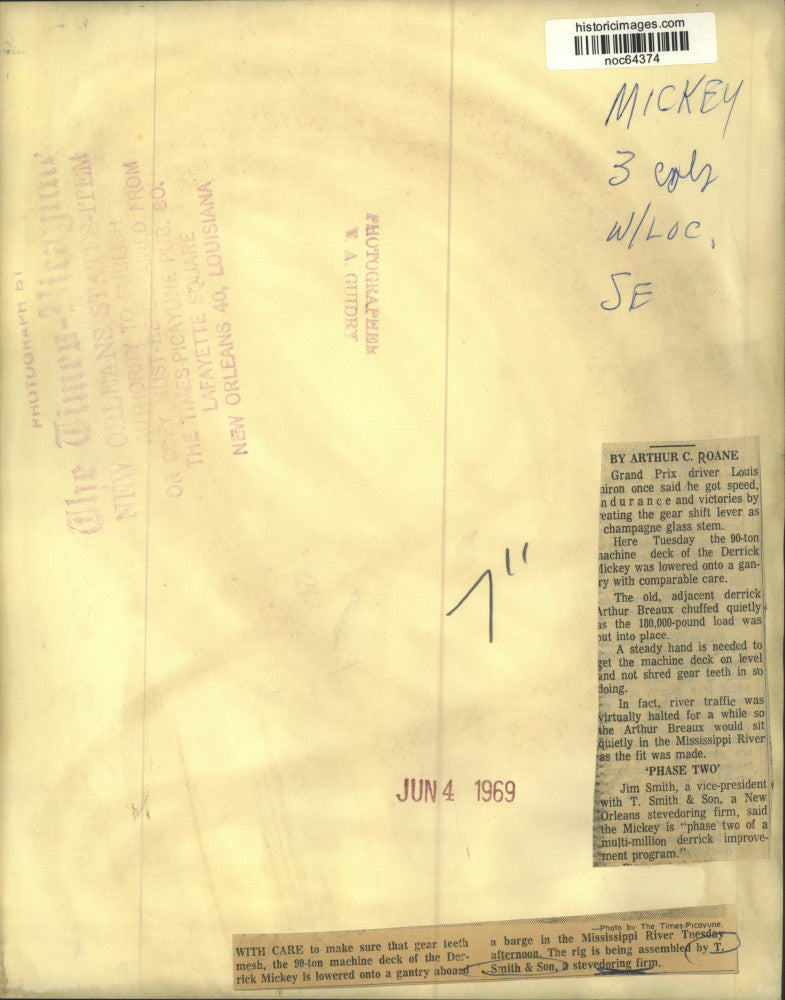 historicimages.com
noc64374
MICKEY
3 cols
W/LOC,
SE
PHOTOGRAPH BY
The Times-Picayune
NEW ORLEANS STATES-ITEM
AUTHORITY TO PUBLISH
OR COPY MUST BE OBTAINED FROM
THE TIMES-PICAYUNE PUB. CO.
LAFAYETTE SQUARE
NEW ORLEANS 40, LOUISIANA
PHOTOGRAPHER
W. A. GUIDRY
BY ARTHUR C. ROANE
Grand Prix driver Louis
hiron once said he got speed,
ndurance and victories by
eating the gear shift lever as
champagne glass stem.
Here Tuesday the 90-ton
machine deck of the Derrick
Mickey was lowered onto a gan-
ry with comparable care.
The old, adjacent derrick
Arthur Breaux chuffed quietly
as the 180,000-pound load was
put into place.
A steady hand is needed to
get the machine deck on level
and not shred gear teeth in so
doing.
In fact, river traffic was
virtually halted for a while so
the Arthur Breaux would sit
quietly in the Mississippi River
as the fit was made.
'PHASE TWO'
Jim Smith, a vice-president
with T. Smith & Son, a New
Orleans stevedoring firm, said
the Mickey is "phase two of a
multi-million derrick improve-
ment program."
7"
JUN 4 1969
—Photo by The Times-Picayune.
WITH CARE to make sure that gear teeth
mesh, the 90-ton machine deck of the Der-
rick Mickey is lowered onto a gantry aboard
a barge in the Mississippi River Tuesday
afternoon. The rig is being assembled by T.
Smith & Son, a stevedoring firm.